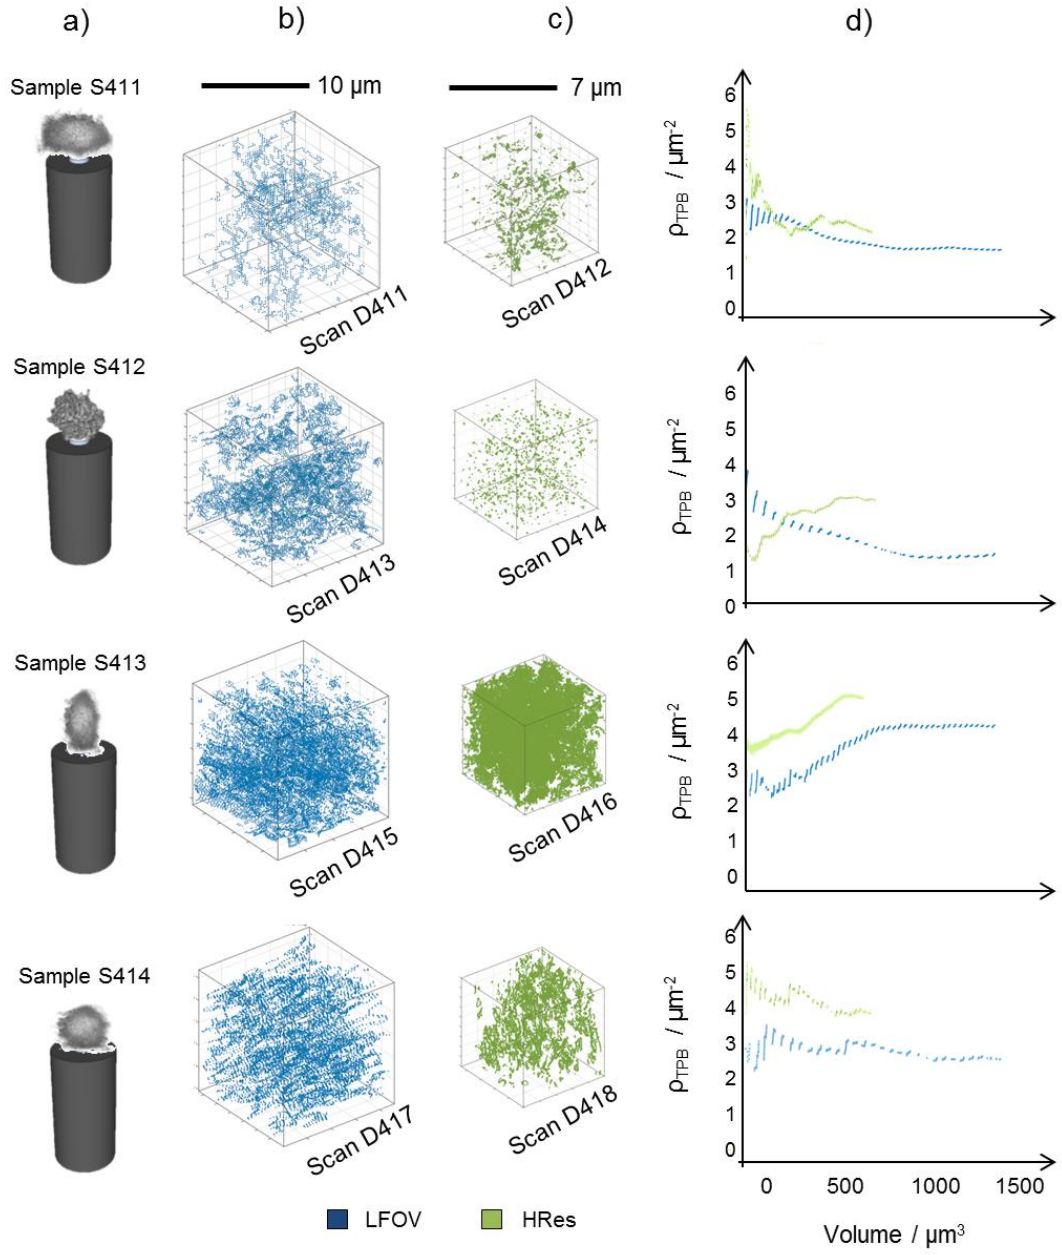 a)
b)
c)
d)
Sample S411
10 µm
7 µm
Scan D411
Scan D412
ρTPB / µm-2
6
5
4
3
2
1
0
Sample S412
Scan D413
Scan D414
ρTPB / µm-2
6
5
4
3
2
1
0
Sample S413
Scan D415
Scan D416
ρTPB / µm-2
6
5
4
3
2
1
0
Sample S414
Scan D417
Scan D418
ρTPB / µm-2
6
5
4
3
2
1
0
0 500 1000 1500
Volume / µm3
LFOV
HRes